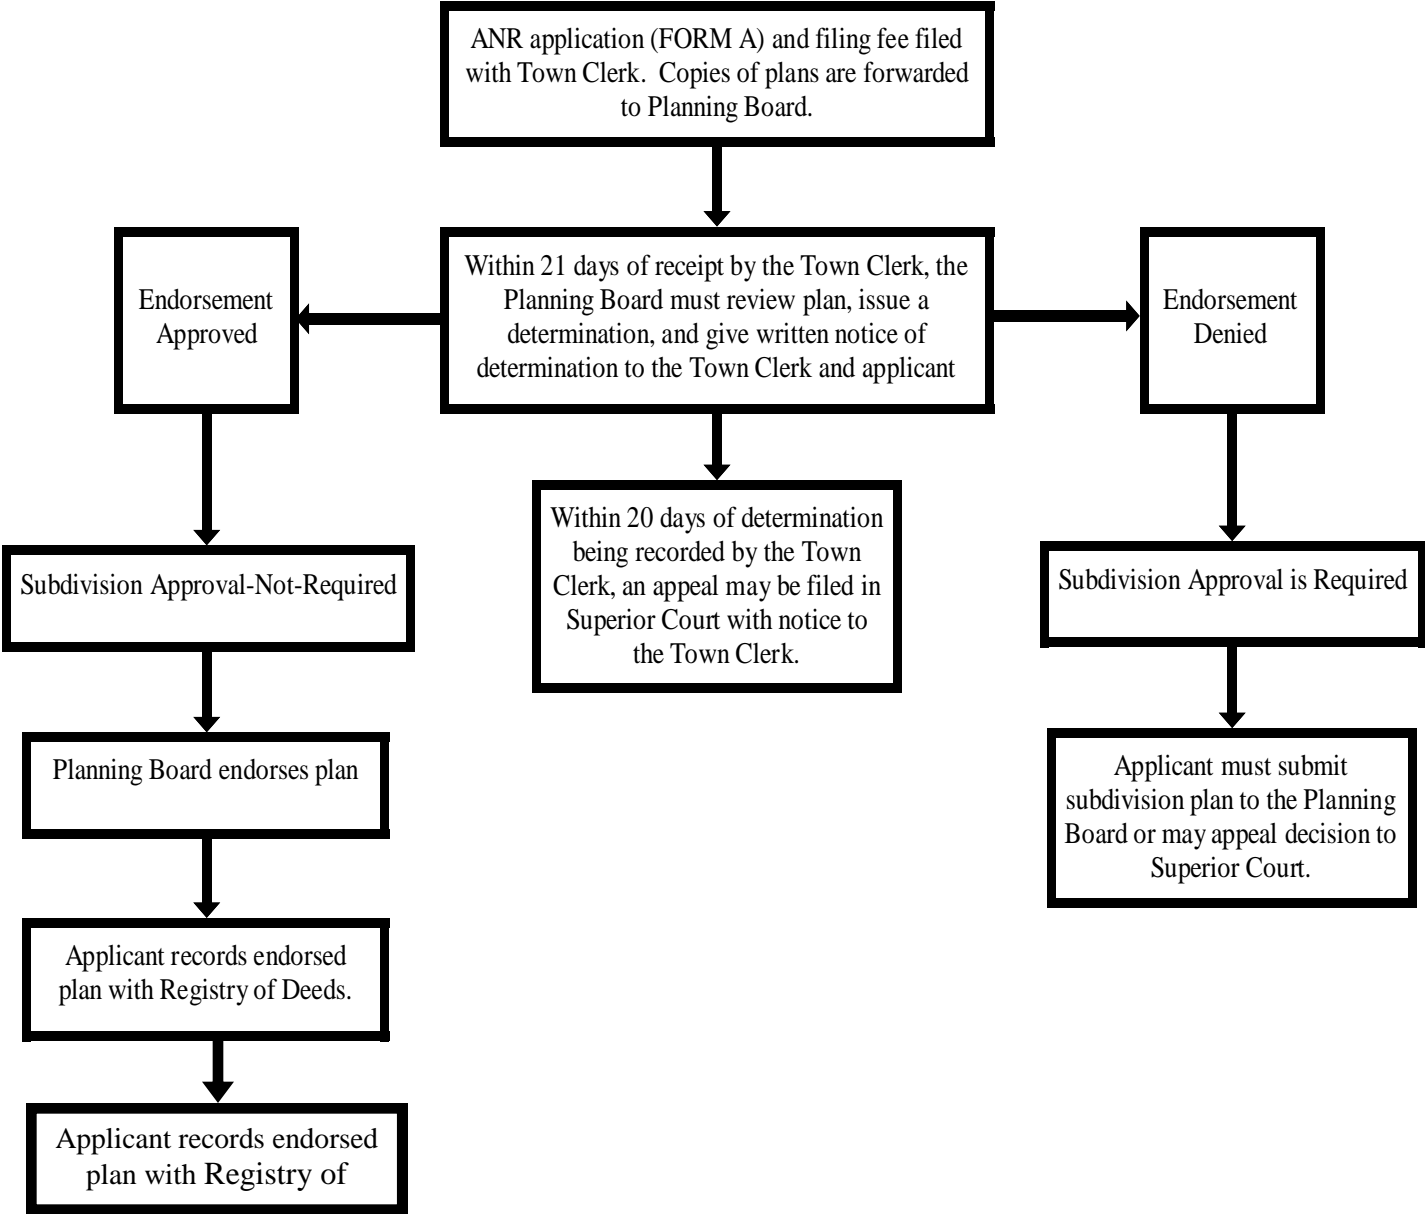 ANR application (FORM A) and filing fee filed
with Town Clerk. Copies of plans are forwarded
to Planning Board.
Endorsement
Approved
Within 21 days of receipt by the Town Clerk, the
Planning Board must review plan, issue a
determination, and give written notice of
determination to the Town Clerk and applicant
Endorsement
Denied
Subdivision Approval-Not-Required
Within 20 days of determination
being recorded by the Town
Clerk, an appeal may be filed in
Superior Court with notice to
the Town Clerk.
Subdivision Approval is Required
Planning Board endorses plan
Applicant must submit
subdivision plan to the Planning
Board or may appeal decision to
Superior Court.
Applicant records endorsed
plan with Registry of Deeds.
Applicant records endorsed
plan with Registry of